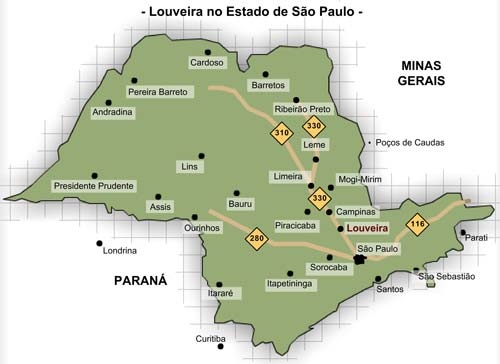 - Louveira no Estado de São Paulo -
Cardoso
MINAS
GERAIS
Barretos
Pereira Barreto
Andradina
Ribeirão Preto
330
310
Leme
Poços de Caudas
Lins
Presidente Prudente
Limeira
Mogi-Mirim
330
Assis
Bauru
Piracicaba
Campinas
Ourinhos
Louveira
116
280
Parati
São Paulo
Londrina
Sorocaba
São Sebastião
PARANÁ
Itapetininga
Santos
Itararé
Curitiba